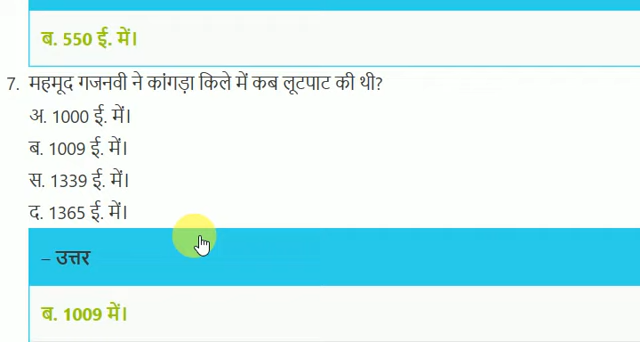 ब. 550 ई. में।
7. महमूद गजनवी ने कांगड़ा किले में कब लूटपाट की थी?
अ. 1000 ई. में।
ब. 1009 ई. में।
स. 1339 ई. में।
द. 1365 ई. में।
– उत्तर
ब. 1009 में।